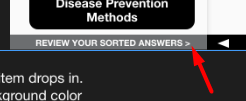 Disease Prevention
Methods
REVIEW YOUR SORTED ANSWERS >
tem drops in.
kground color